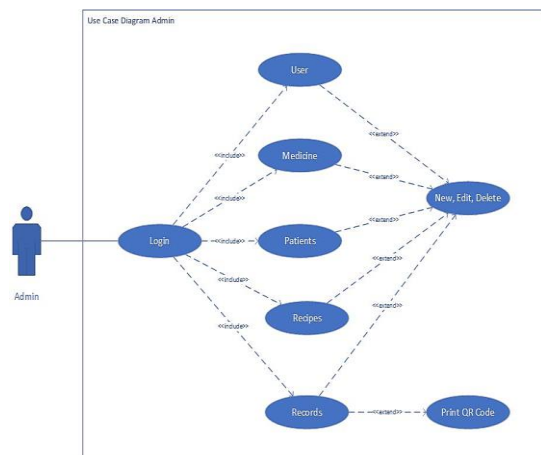 Use Case Diagram Admin
User
<<extend>>
<<include>>
Medicine
<<extend>>
<<include>>
New, Edit, Delete
<<extend>>
Login
<<include>>
Patients
<<extend>>
<<include>>
Admin
<<extend>>
Recipes
<<include>>
Records
<<extend>>
Print QR Code